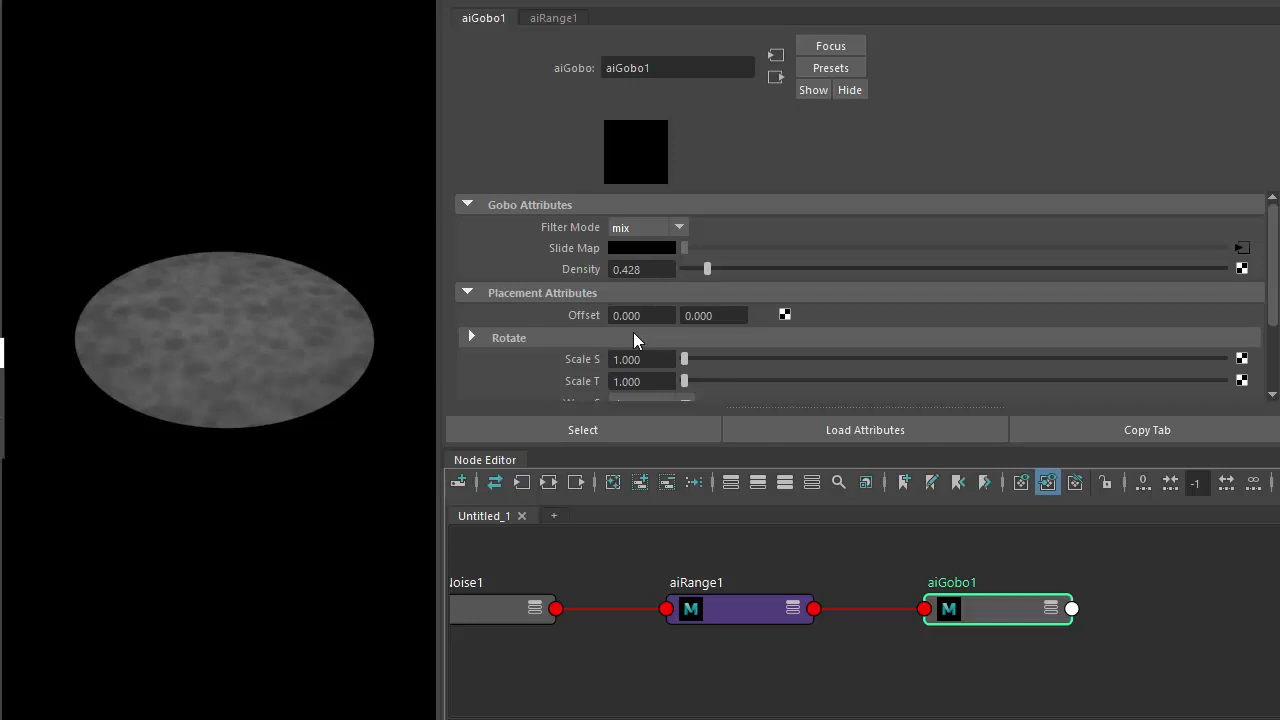 aiGobo1 aiRange1
aiGobo: aiGobo1
Focus
Presets
Show Hide
Gobo Attributes
Filter Mode mix
Slide Map
Density 0.428
Placement Attributes
Offset 0.000 0.000
Rotate
Scale S 1.000
Scale T 1.000
Select Load Attributes Copy Tab
Node Editor
0 -1 ∞
Untitled_1 +
aiRange1 aiGobo1
M M